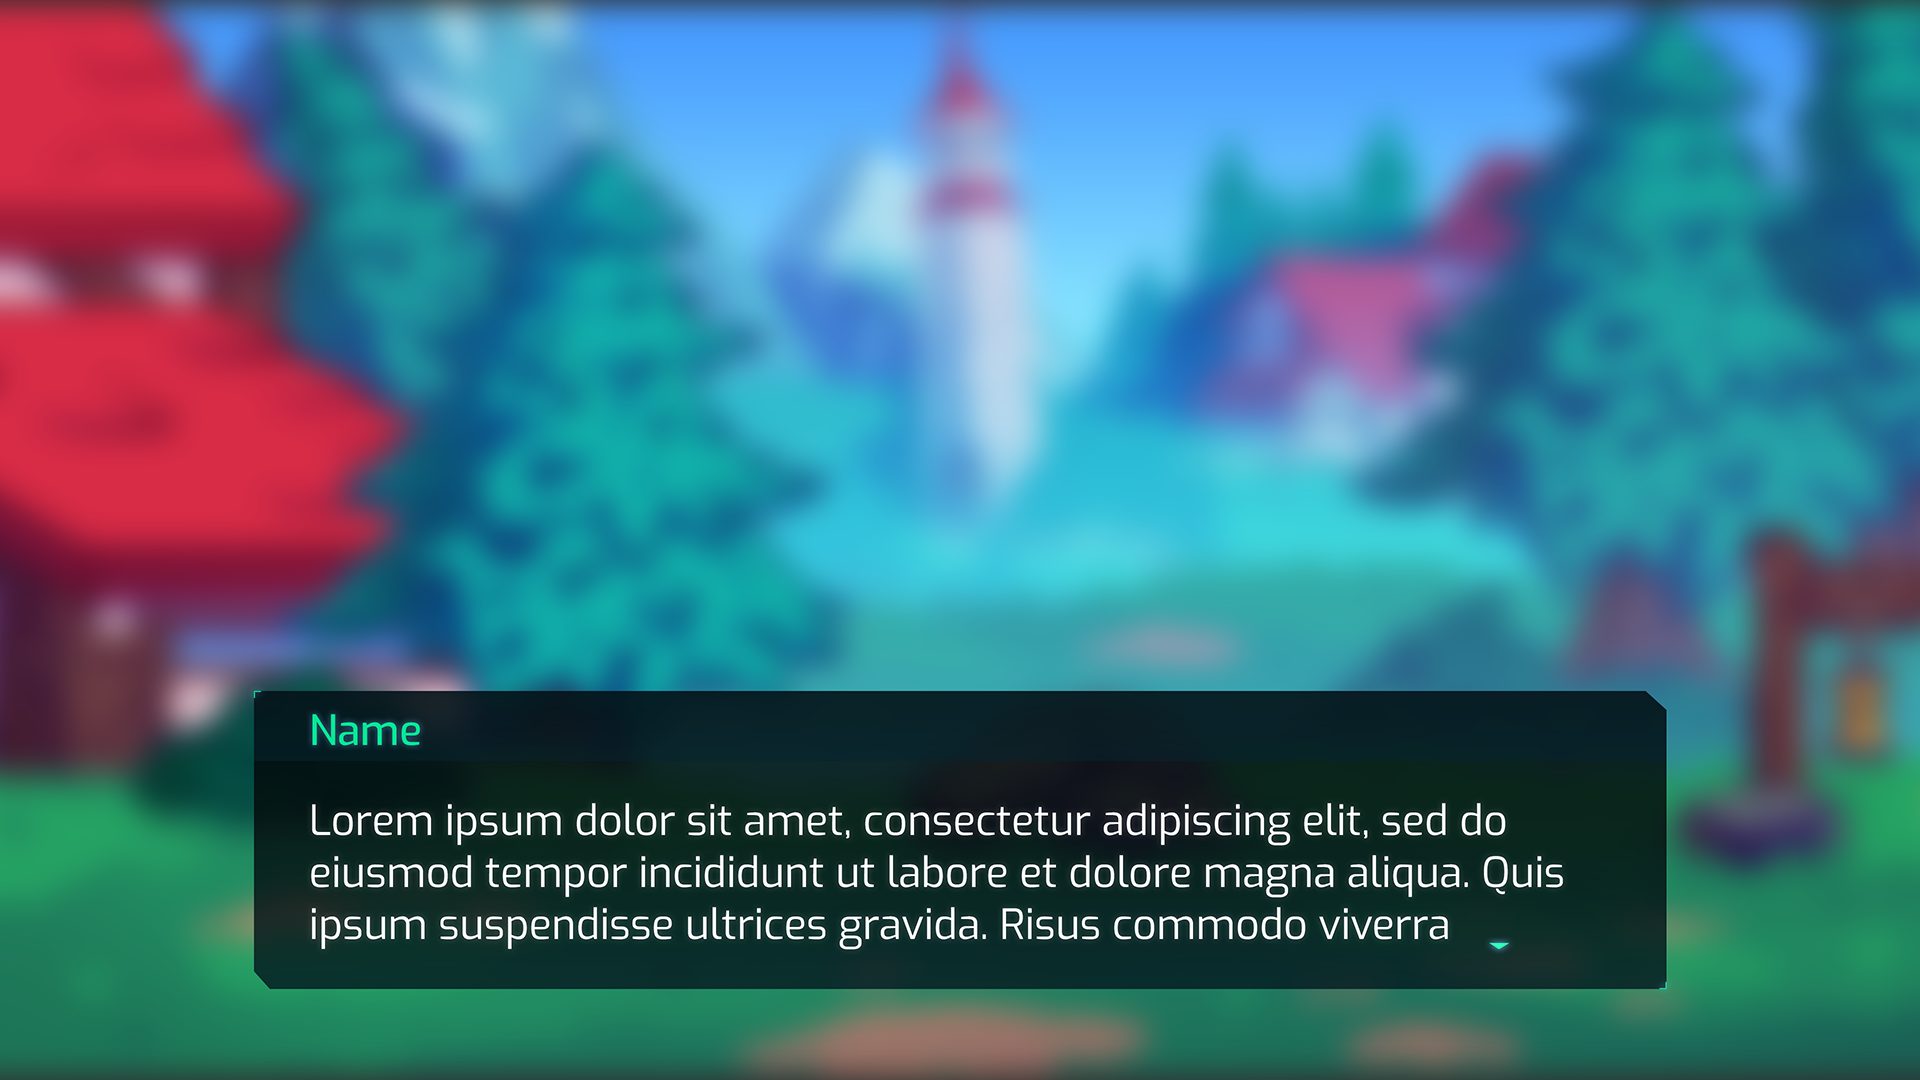 Name
Lorem ipsum dolor sit amet, consectetur adipiscing elit, sed do
eiusmod tempor incididunt ut labore et dolore magna aliqua. Quis
ipsum suspendisse ultrices gravida. Risus commodo viverra